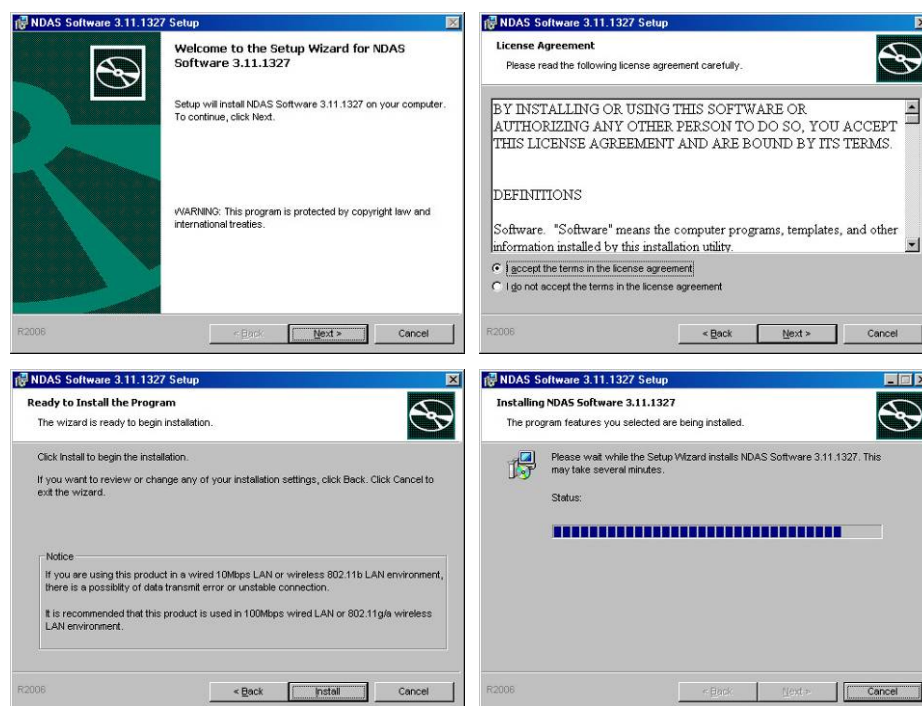 NDAS Software 3.11.1327 Setup
Welcome to the Setup Wizard for NDAS
Software 3.11.1327
Setup will install NDAS Software 3.11.1327 on your computer.
To continue, click Next.
WARNING: This program is protected by copyright law and
international treaties.
R2006
< Back
Next >
Cancel
NDAS Software 3.11.1327 Setup
License Agreement
Please read the following license agreement carefully.
BY INSTALLING OR USING THIS SOFTWARE OR
AUTHORIZING ANY OTHER PERSON TO DO SO, YOU ACCEPT
THIS LICENSE AGREEMENT AND ARE BOUND BY ITS TERMS.
DEFINITIONS
Software. "Software" means the computer programs, templates, and other
information installed by this installation utility.
I accept the terms in the license agreement
I do not accept the terms in the license agreement
R2006
< Back
Next >
Cancel
NDAS Software 3.11.1327 Setup
Ready to Install the Program
The wizard is ready to begin installation.
Click Install to begin the installation.
If you want to review or change any of your installation settings, click Back. Click Cancel to
exit the wizard.
Notice
If you are using this product in a wired 10Mbps LAN or wireless 802.11b LAN environment,
there is a possiblity of data transmit error or unstable connection.
It is recommended that this product is used in 100Mbps wired LAN or 802.11g/a wireless
LAN environment.
R2006
< Back
Install
Cancel
NDAS Software 3.11.1327 Setup
Installing NDAS Software 3.11.1327
The program features you selected are being installed.
Please wait while the Setup Wizard installs NDAS Software 3.11.1327. This
may take several minutes.
Status:
R2006
< Back
Next >
Cancel